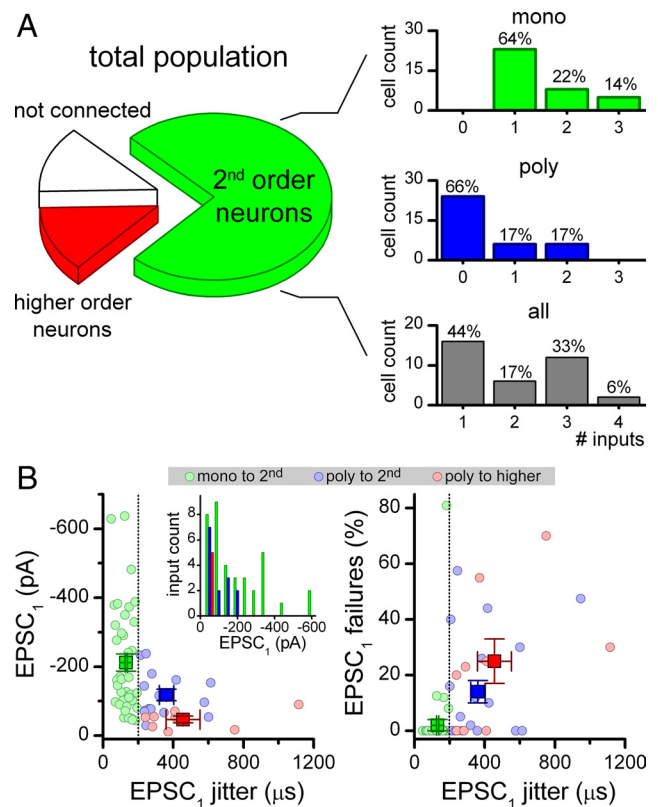 A
total population
not connected
2nd order
neurons
higher order
neurons
mono
cell count
30
15
0
64%
22%
14%
0 1 2 3
poly
cell count
30
15
0
66%
17%
17%
0 1 2 3
all
cell count
20
10
0
44%
17%
33%
6%
1 2 3 4
# inputs
B
mono to 2nd poly to 2nd poly to higher
EPSC1 (pA)
-600
-400
-200
0
0 400 800 1200
EPSC1 jitter (μs)
input count
8
6
4
2
0 -200 -400 -600
EPSC1 (pA)
EPSC1 failures (%)
80
60
40
20
0
0 400 800 1200
EPSC1 jitter (μs)